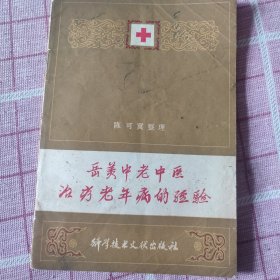 陈可冀整理
岳美中老中医
治疗老年病的经验
科学技术文献出版社